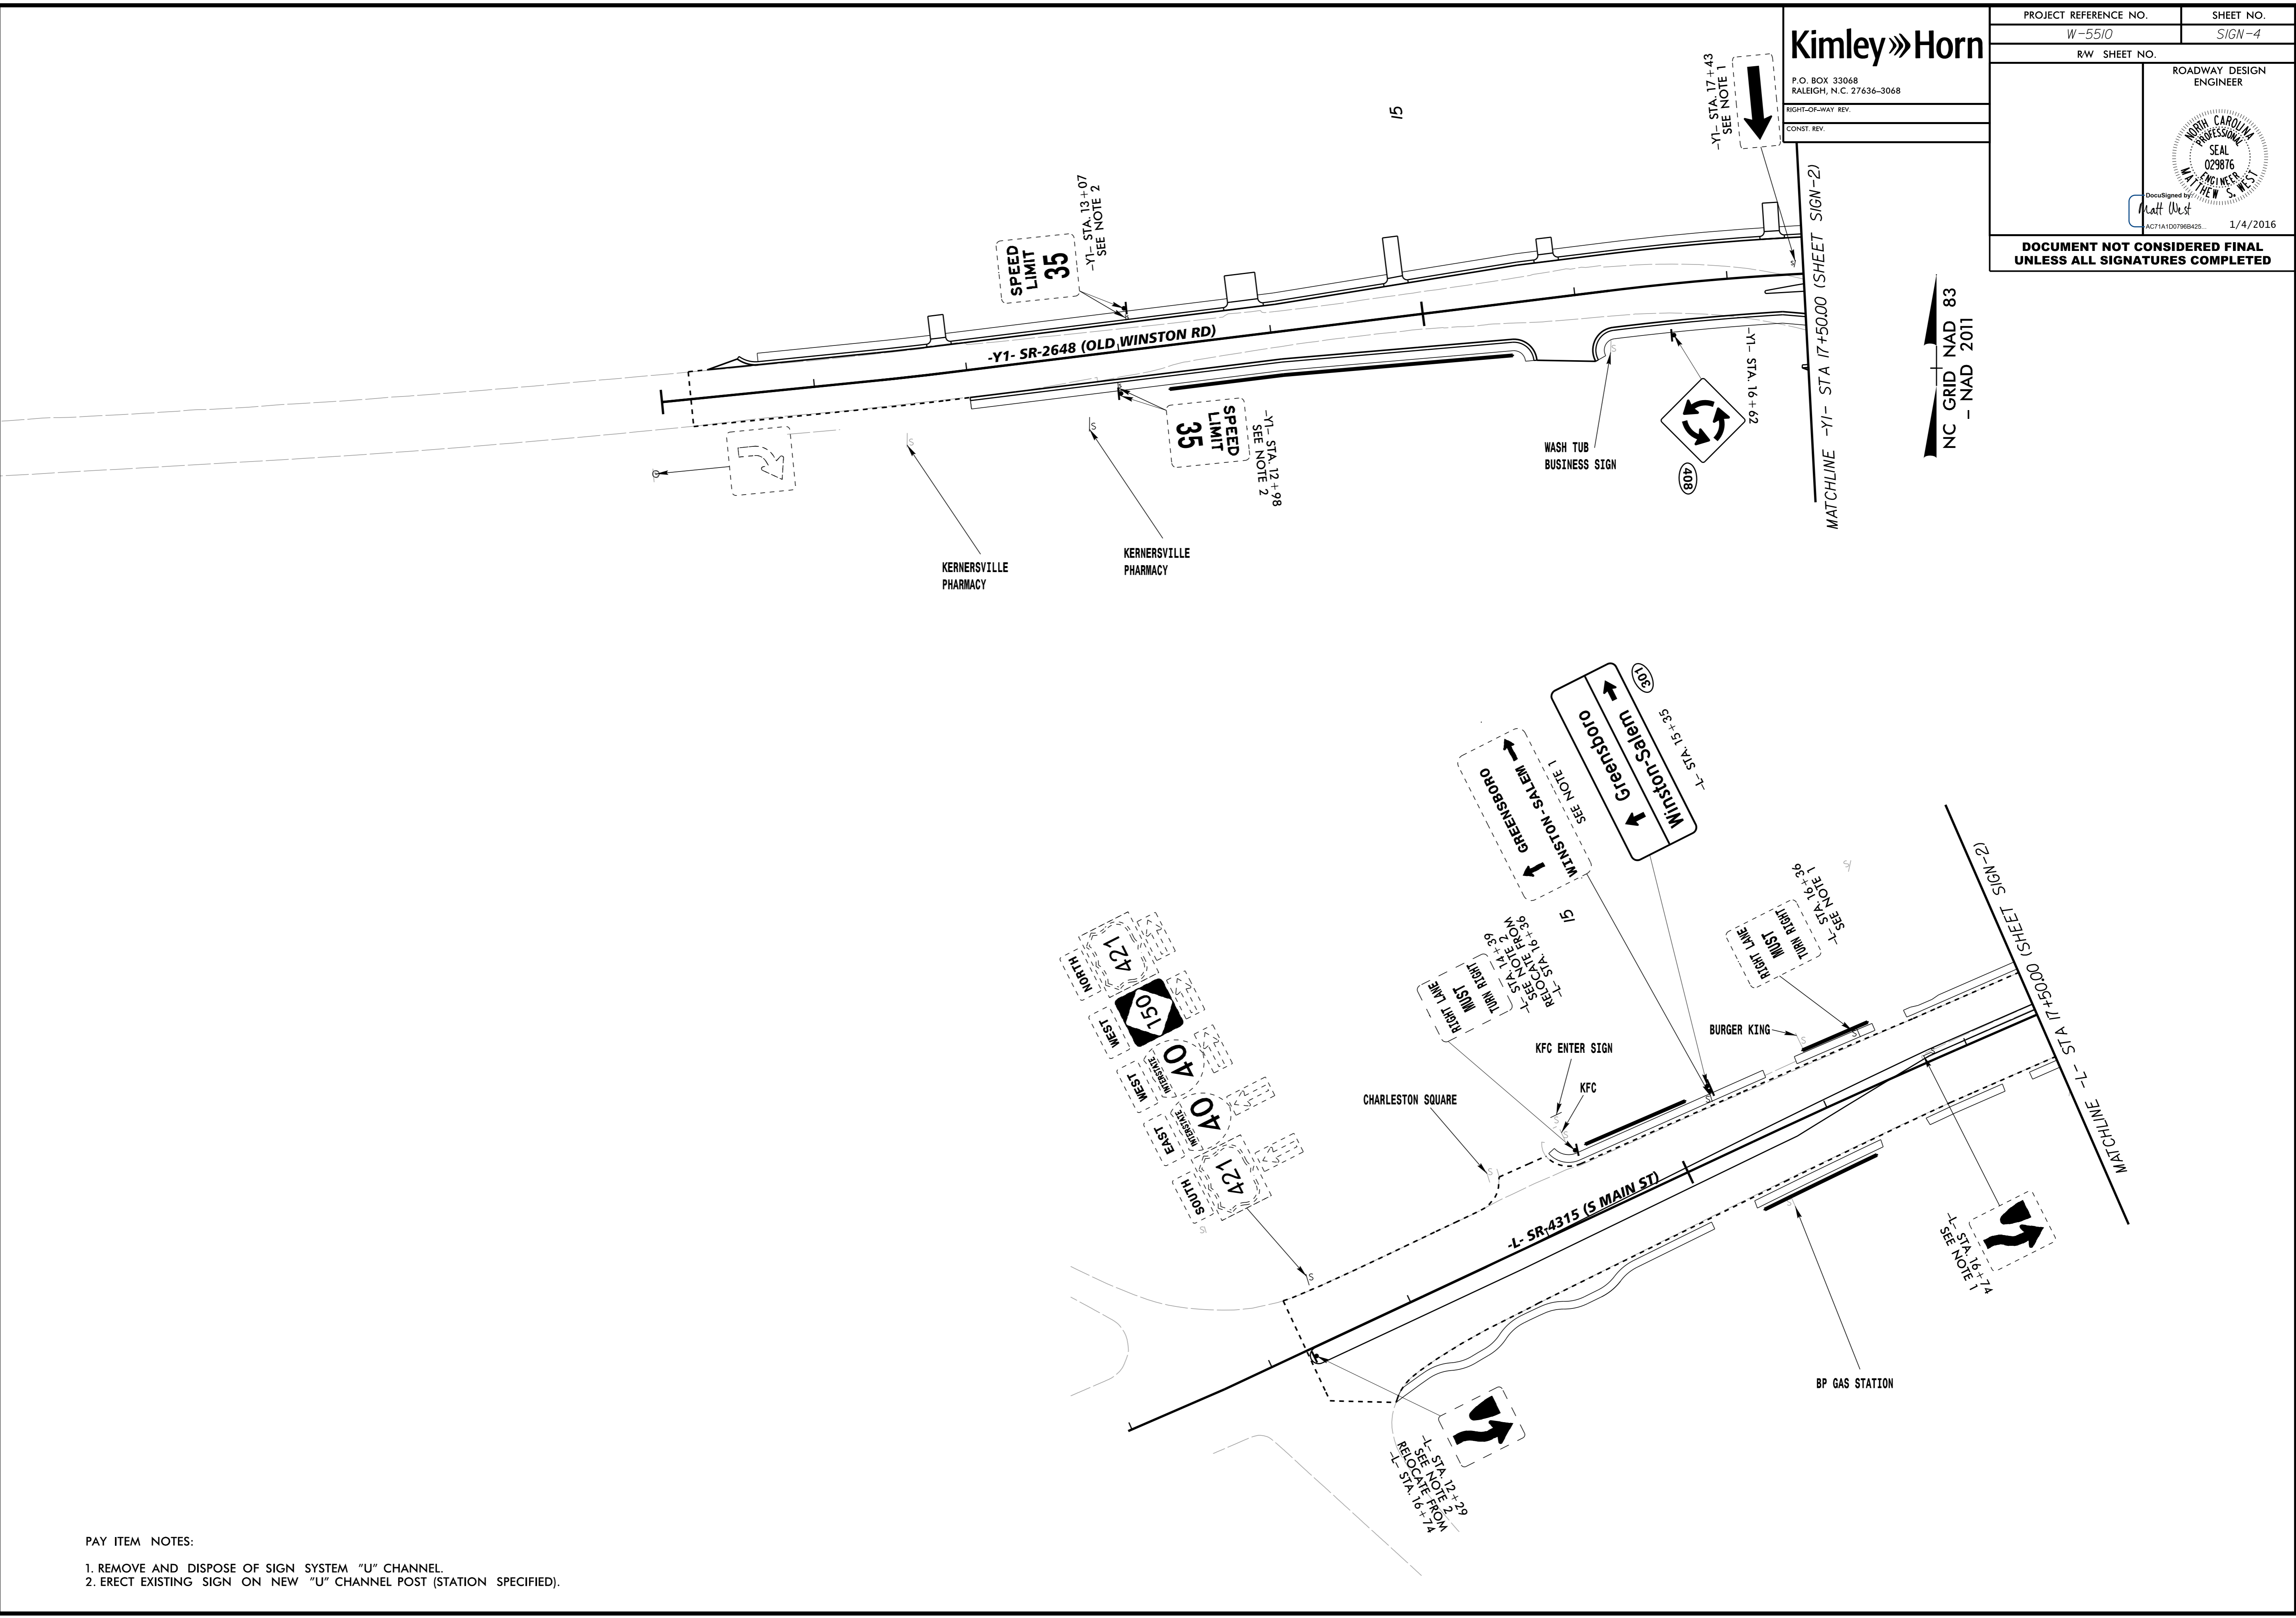 Kimley»Horn
P.O. BOX 33068
RALEIGH, N.C. 27636-3068
RIGHT-OF-WAY REV.
CONST. REV.
PROJECT REFERENCE NO.
SHEET NO.
W-5510
SIGN-4
R/W SHEET NO.
ROADWAY DESIGN
ENGINEER
NORTH CAROLINA
PROFESSIONAL
SEAL
029876
ENGINEER
MATTHEW S. WEST
DocuSigned by:
Matt West
AC71A1D0796B425...
1/4/2016
DOCUMENT NOT CONSIDERED FINAL
UNLESS ALL SIGNATURES COMPLETED
NC GRID NAD 83
- NAD 2011
15
-Y1- STA. 17+43
SEE NOTE 1
MATCHLINE -Y1- STA 17+50.00 (SHEET SIGN-2)
SPEED
LIMIT
35
-Y1- STA. 13+07
SEE NOTE 2
-Y1- SR-2648 (OLD WINSTON RD)
SPEED
LIMIT
35
-Y1- STA. 12+98
SEE NOTE 2
S
S
S
WASH TUB
BUSINESS SIGN
-Y1- STA. 16+62
408
KERNERSVILLE
PHARMACY
KERNERSVILLE
PHARMACY
301
Winston-Salem
Greensboro
-L- STA. 15+35
WINSTON-SALEM
GREENSBORO
SEE NOTE 1
15
RIGHT LANE
MUST
TURN RIGHT
-L- STA. 16+36
SEE NOTE 1
RIGHT LANE
MUST
TURN RIGHT
-L- STA. 14+39
SEE NOTE 2
RELOCATE FROM
-L- STA. 16+36
NORTH
421
WEST
150
WEST
INTERSTATE
40
EAST
INTERSTATE
40
SOUTH
421
BURGER KING
KFC ENTER SIGN
KFC
CHARLESTON SQUARE
S
S
S
S
S
S
-L- SR-4315 (S MAIN ST)
MATCHLINE -L- STA 17+50.00 (SHEET SIGN-2)
-L- STA. 16+74
SEE NOTE 1
BP GAS STATION
-L- STA. 12+29
SEE NOTE 2
RELOCATE FROM
-L- STA. 16+74
PAY ITEM NOTES:
1. REMOVE AND DISPOSE OF SIGN SYSTEM "U" CHANNEL.
2. ERECT EXISTING SIGN ON NEW "U" CHANNEL POST (STATION SPECIFIED).